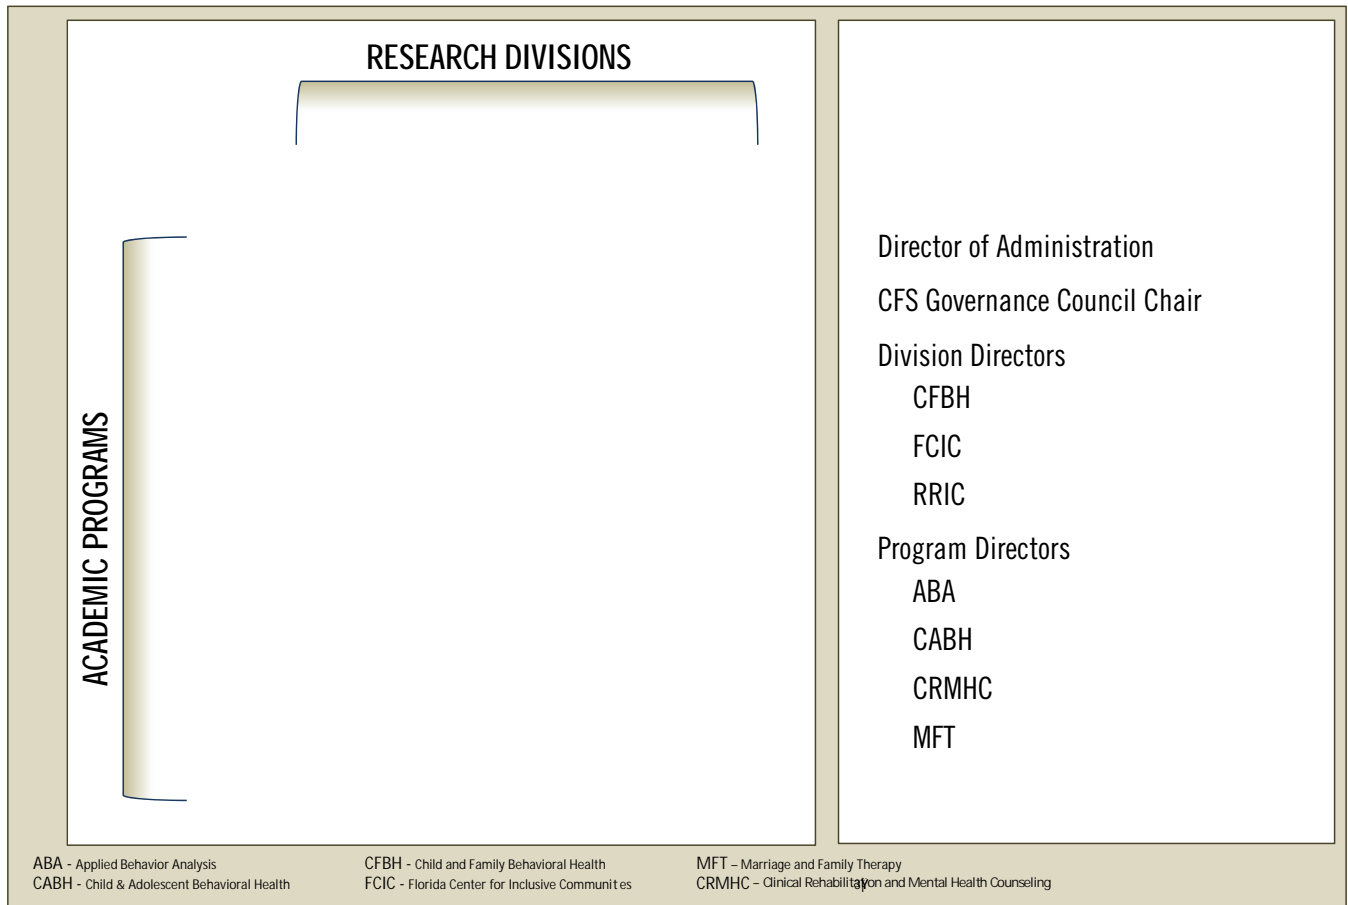 RESEARCH DIVISIONS
ACADEMIC PROGRAMS
Director of Administration
CFS Governance Council Chair
Division Directors
CFBH
FCIC
RRIC
Program Directors
ABA
CABH
CRMHC
MFT
ABA - Applied Behavior Analysis
CABH - Child & Adolescent Behavioral Health
CFBH - Child and Family Behavioral Health
FCIC - Florida Center for Inclusive Communities
MFT – Marriage and Family Therapy
CRMHC – Clinical Rehabilitation and Mental Health Counseling